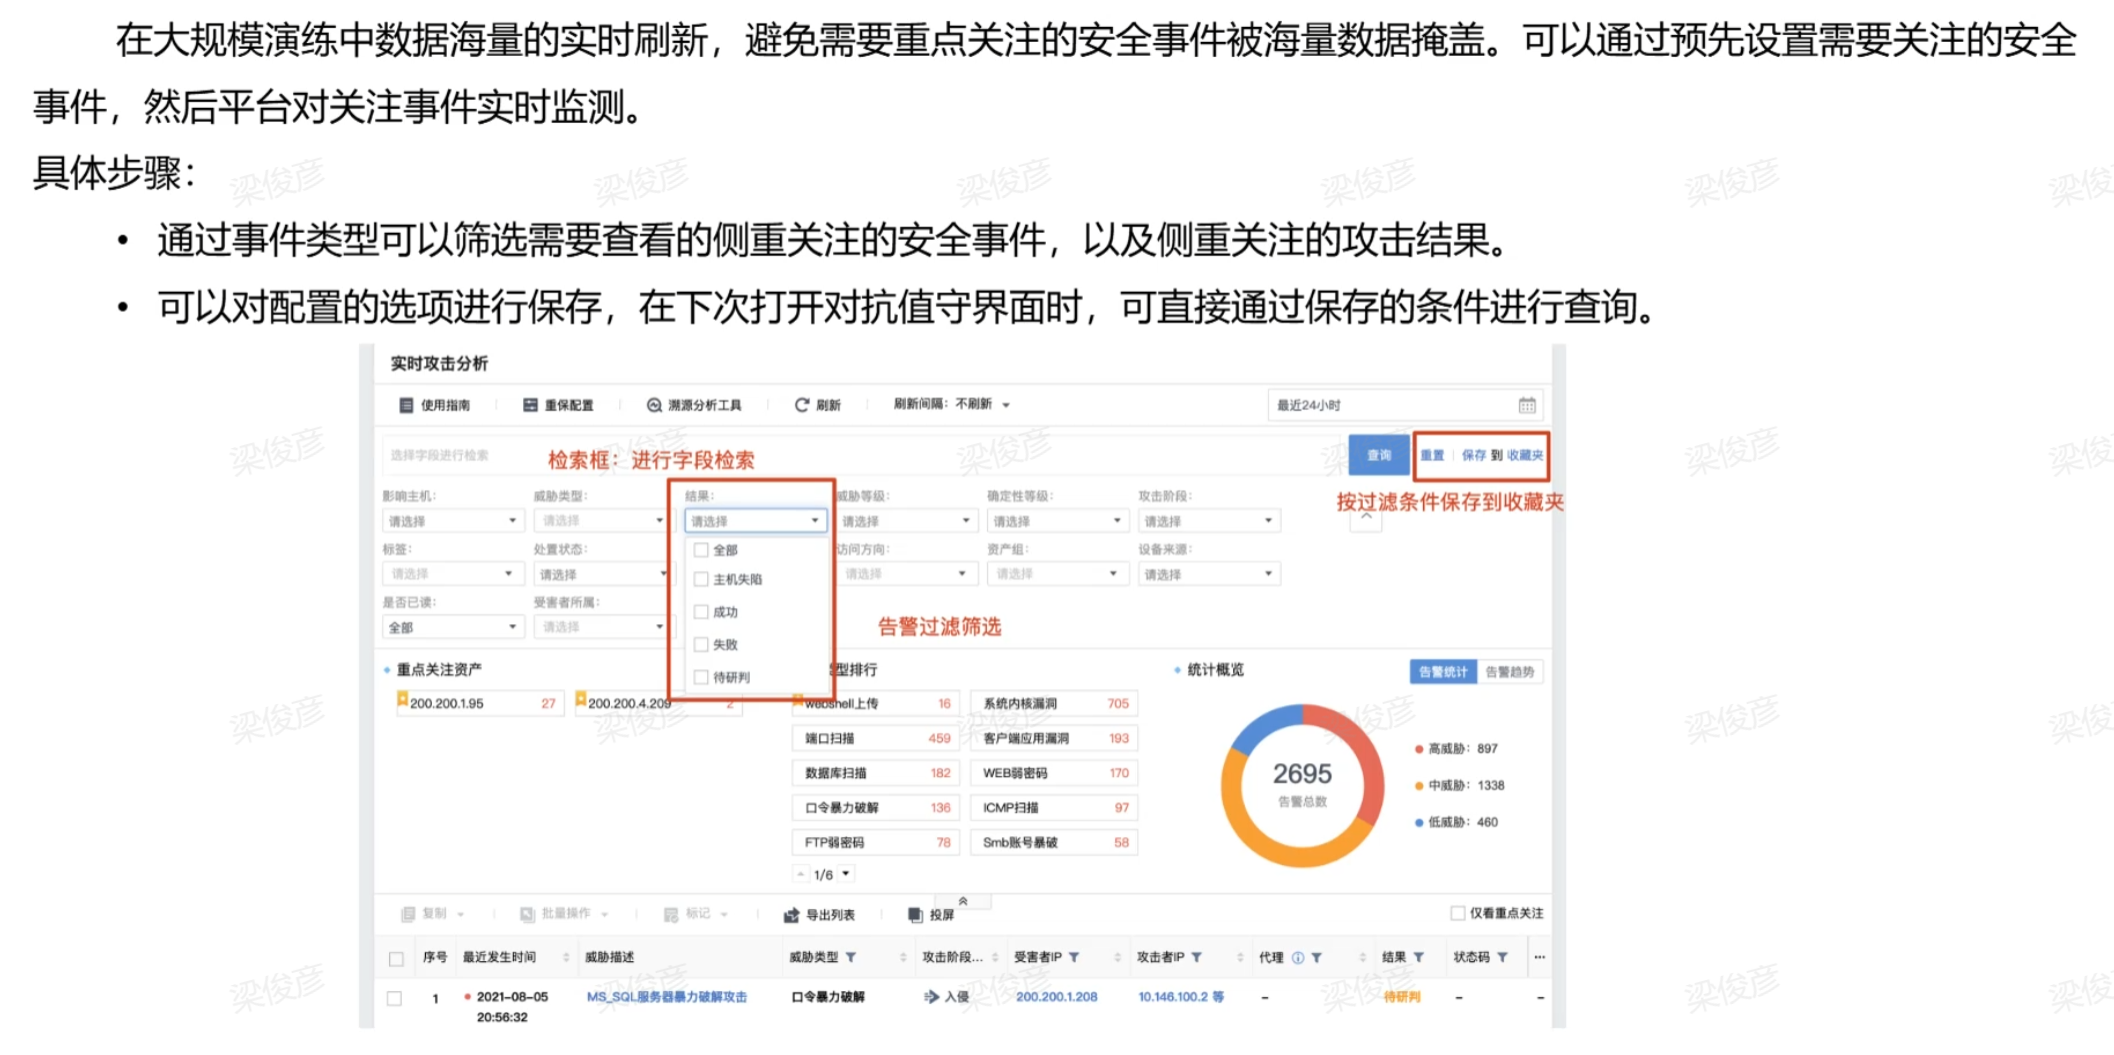 在大规模演练中数据海量的实时刷新，避免需要重点关注的安全事件被海量数据掩盖。可以通过预先设置需要关注的安全
事件，然后平台对关注事件实时监测。
具体步骤：
• 通过事件类型可以筛选需要查看的侧重关注的安全事件，以及侧重关注的攻击结果。
• 可以对配置的选项进行保存，在下次打开对抗值守界面时，可直接通过保存的条件进行查询。
实时攻击分析
使用指南 重保配置 溯源分析工具 刷新 刷新间隔：不刷新 最近24小时
选择字段进行检索 检索框：进行字段检索 查询 重置 保存 到 收藏夹
按过滤条件保存到收藏夹
影响主机： 威胁类型： 结果： 威胁等级： 确定性等级： 攻击阶段：
请选择 请选择 请选择 请选择 请选择 请选择
标签： 处置状态： 全部 访问方向： 资产组： 设备来源：
请选择 请选择 主机失陷 请选择 请选择 请选择
是否已读： 受害者所属： 成功
全部 请选择 失败 告警过滤筛选
待研判
重点关注资产 型排行 统计概览 告警统计 告警趋势
200.200.1.95 27 200.200.4.209 2 webshell上传 16 系统内核漏洞 705
端口扫描 459 客户端应用漏洞 193
数据库扫描 182 WEB弱密码 170
口令暴力破解 136 ICMP扫描 97
FTP弱密码 78 Smb账号暴破 58
1/6
2695
告警总数
高威胁：897
中威胁：1338
低威胁：460
复制 批量操作 标记 导出列表 投屏 仅看重点关注
序号 最近发生时间 威胁描述 威胁类型 攻击阶段... 受害者IP 攻击者IP 代理 结果 状态码 ...
1 2021-08-05 MS_SQL服务器暴力破解攻击 口令暴力破解 入侵 200.200.1.208 10.146.100.2 等 – 待研判 – –
20:56:32
梁俊彦